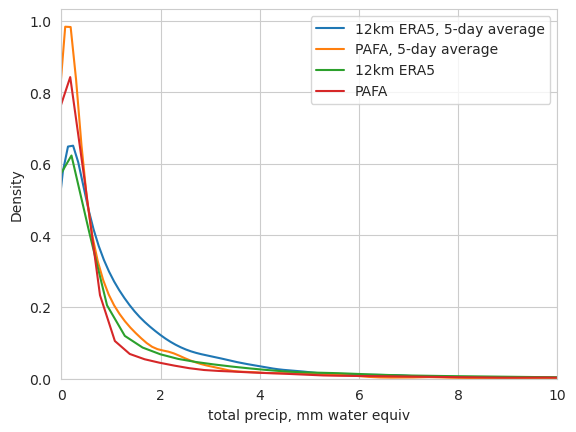 12km ERA5, 5-day average
PAFA, 5-day average
12km ERA5
PAFA
1.0
0.8
0.6
0.4
0.2
0.0
Density
0 2 4 6 8 10
total precip, mm water equiv